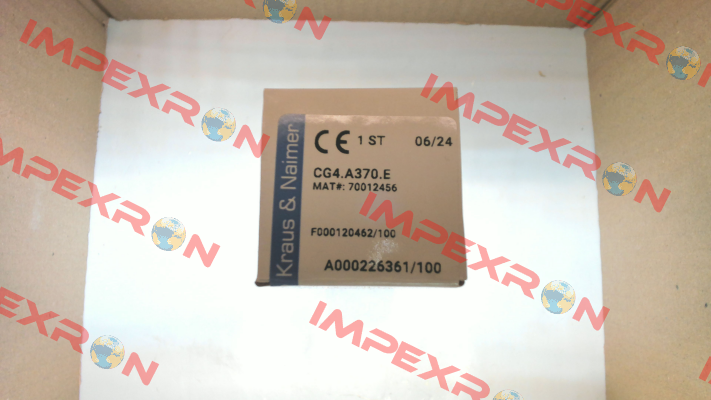 IMPEXRON
IMPEXRON
IMPEXRON
IMPEXRON
IMPEXRON
IMPEXRON
IMPEXRON
Kraus & Naimer
CE 1 ST 06/24
CG4.A370.E
MAT#: 70012456
F000120462/100
A000226361/100